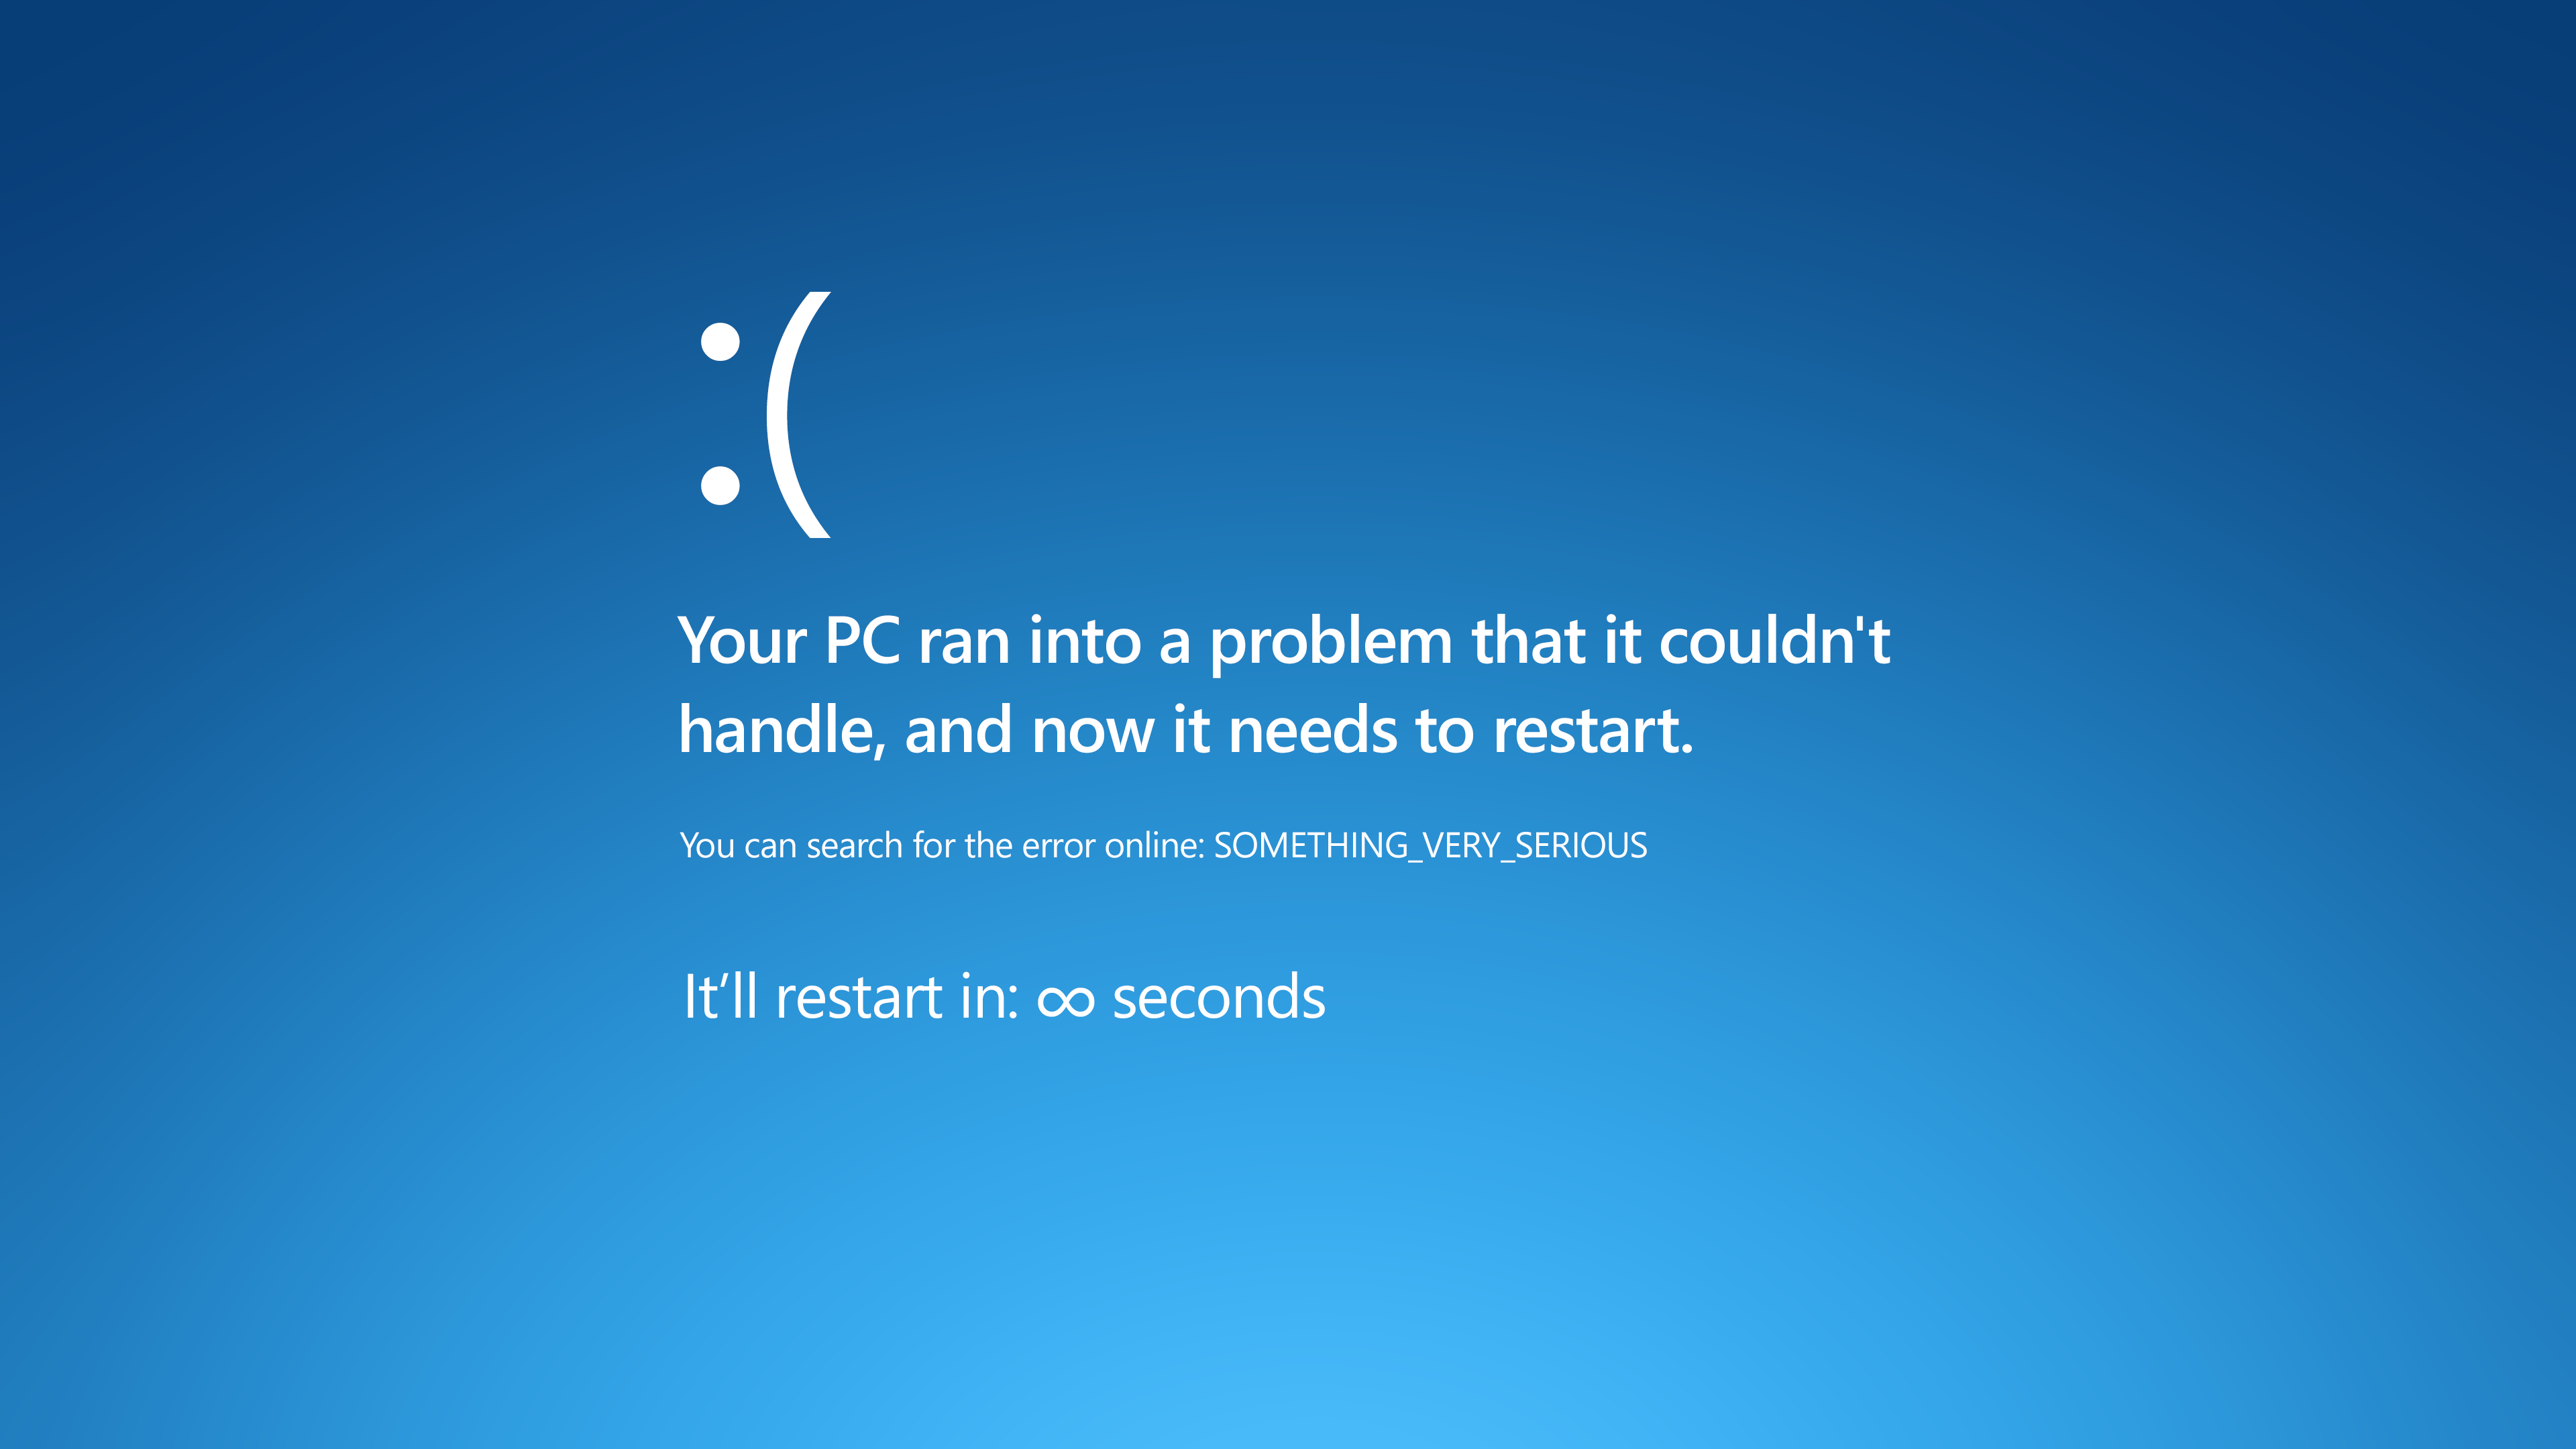 :(
Your PC ran into a problem that it couldn't
handle, and now it needs to restart.
You can search for the error online: SOMETHING_VERY_SERIOUS
It’ll restart in: ∞ seconds